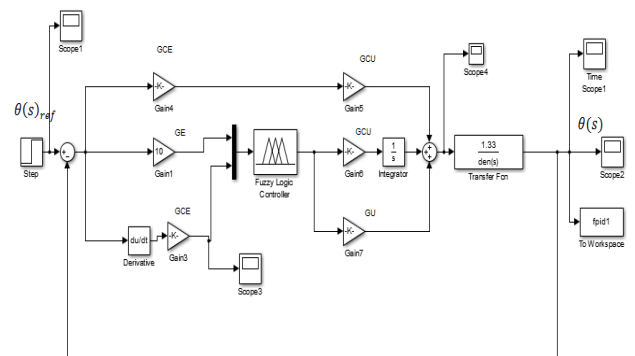 Scope1
GCE
-K-
Gain4
GCU
-K-
Gain5
Scope4
Time
Scope1
θ(s)ref
Step
+
−
GE
10
Gain1
Fuzzy Logic
Controller
GCU
-K-
Gain6
1
s
Integrator
+
+
+
1.33
den(s)
Transfer Fcn
θ(s)
Scope2
GCE
du/dt
Derivative
-K-
Gain3
Scope3
GU
-K-
Gain7
fpid1
To Workspace